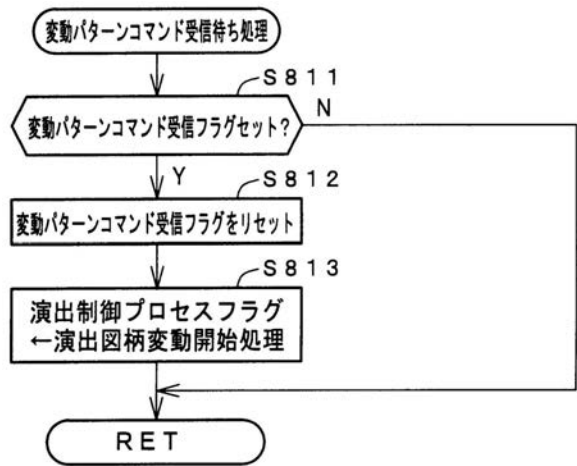 変動パターンコマンド受信待ち処理
S811
変動パターンコマンド受信フラグセット?
N
Y
S812
変動パターンコマンド受信フラグをリセット
S813
演出制御プロセスフラグ
←演出図柄変動開始処理
RET